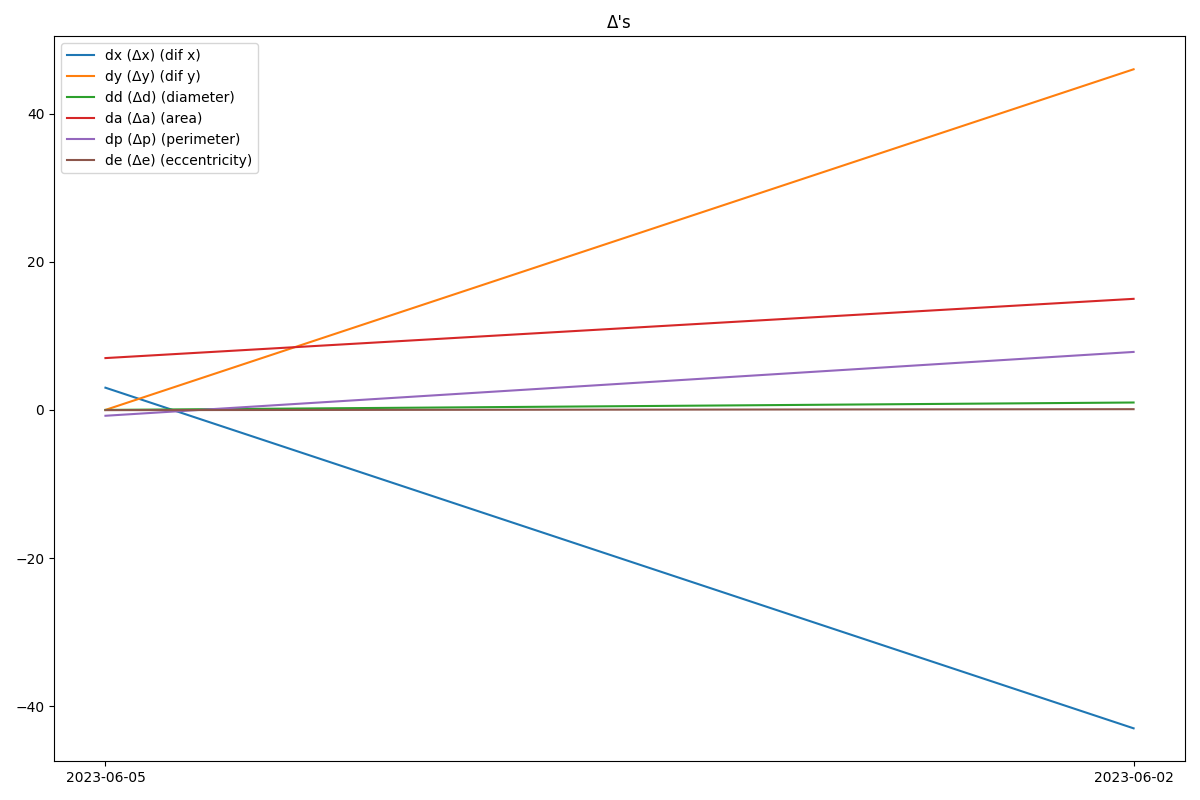 Δ's
dx (Δx) (dif x)
dy (Δy) (dif y)
dd (Δd) (diameter)
da (Δa) (area)
dp (Δp) (perimeter)
de (Δe) (eccentricity)
40
20
0
−20
−40
2023-06-05
2023-06-02